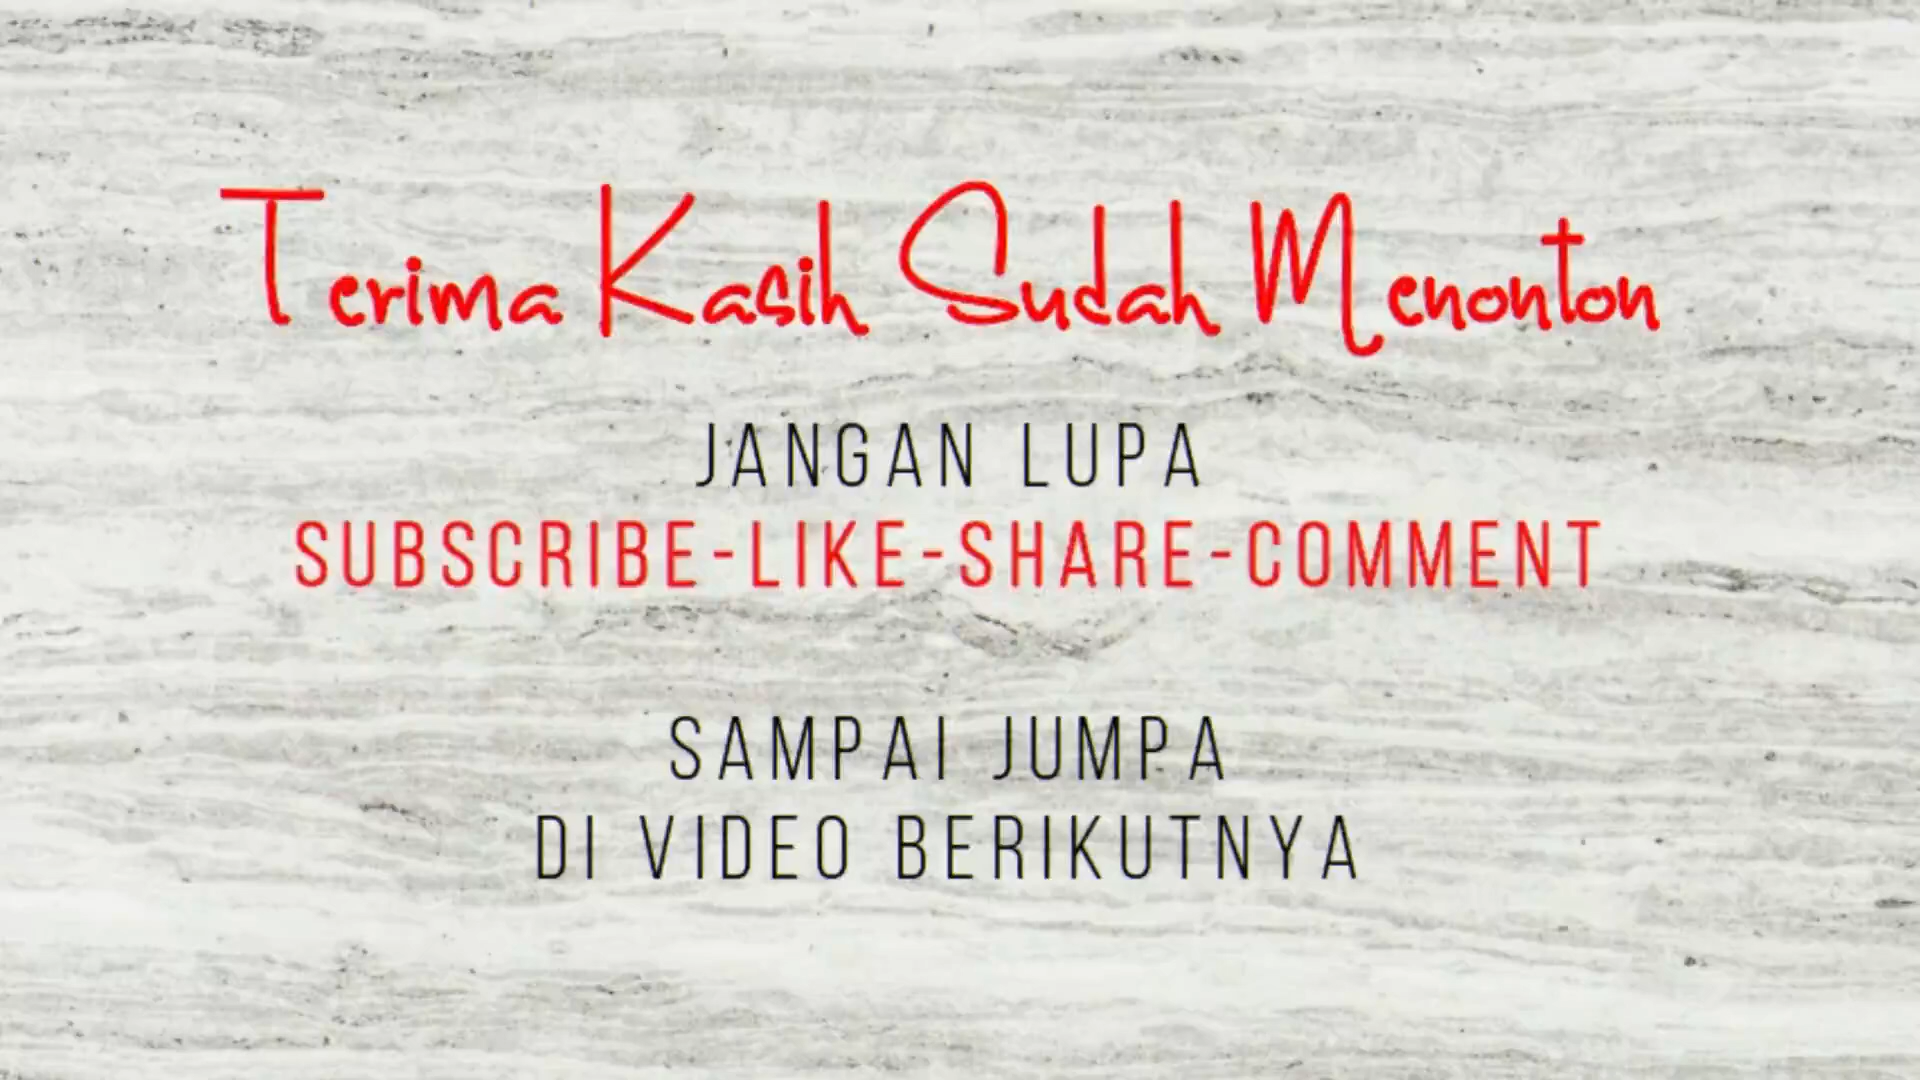 Terima Kasih Sudah Menonton
JANGAN LUPA
SUBSCRIBE-LIKE-SHARE-COMMENT
SAMPAI JUMPA
DI VIDEO BERIKUTNYA